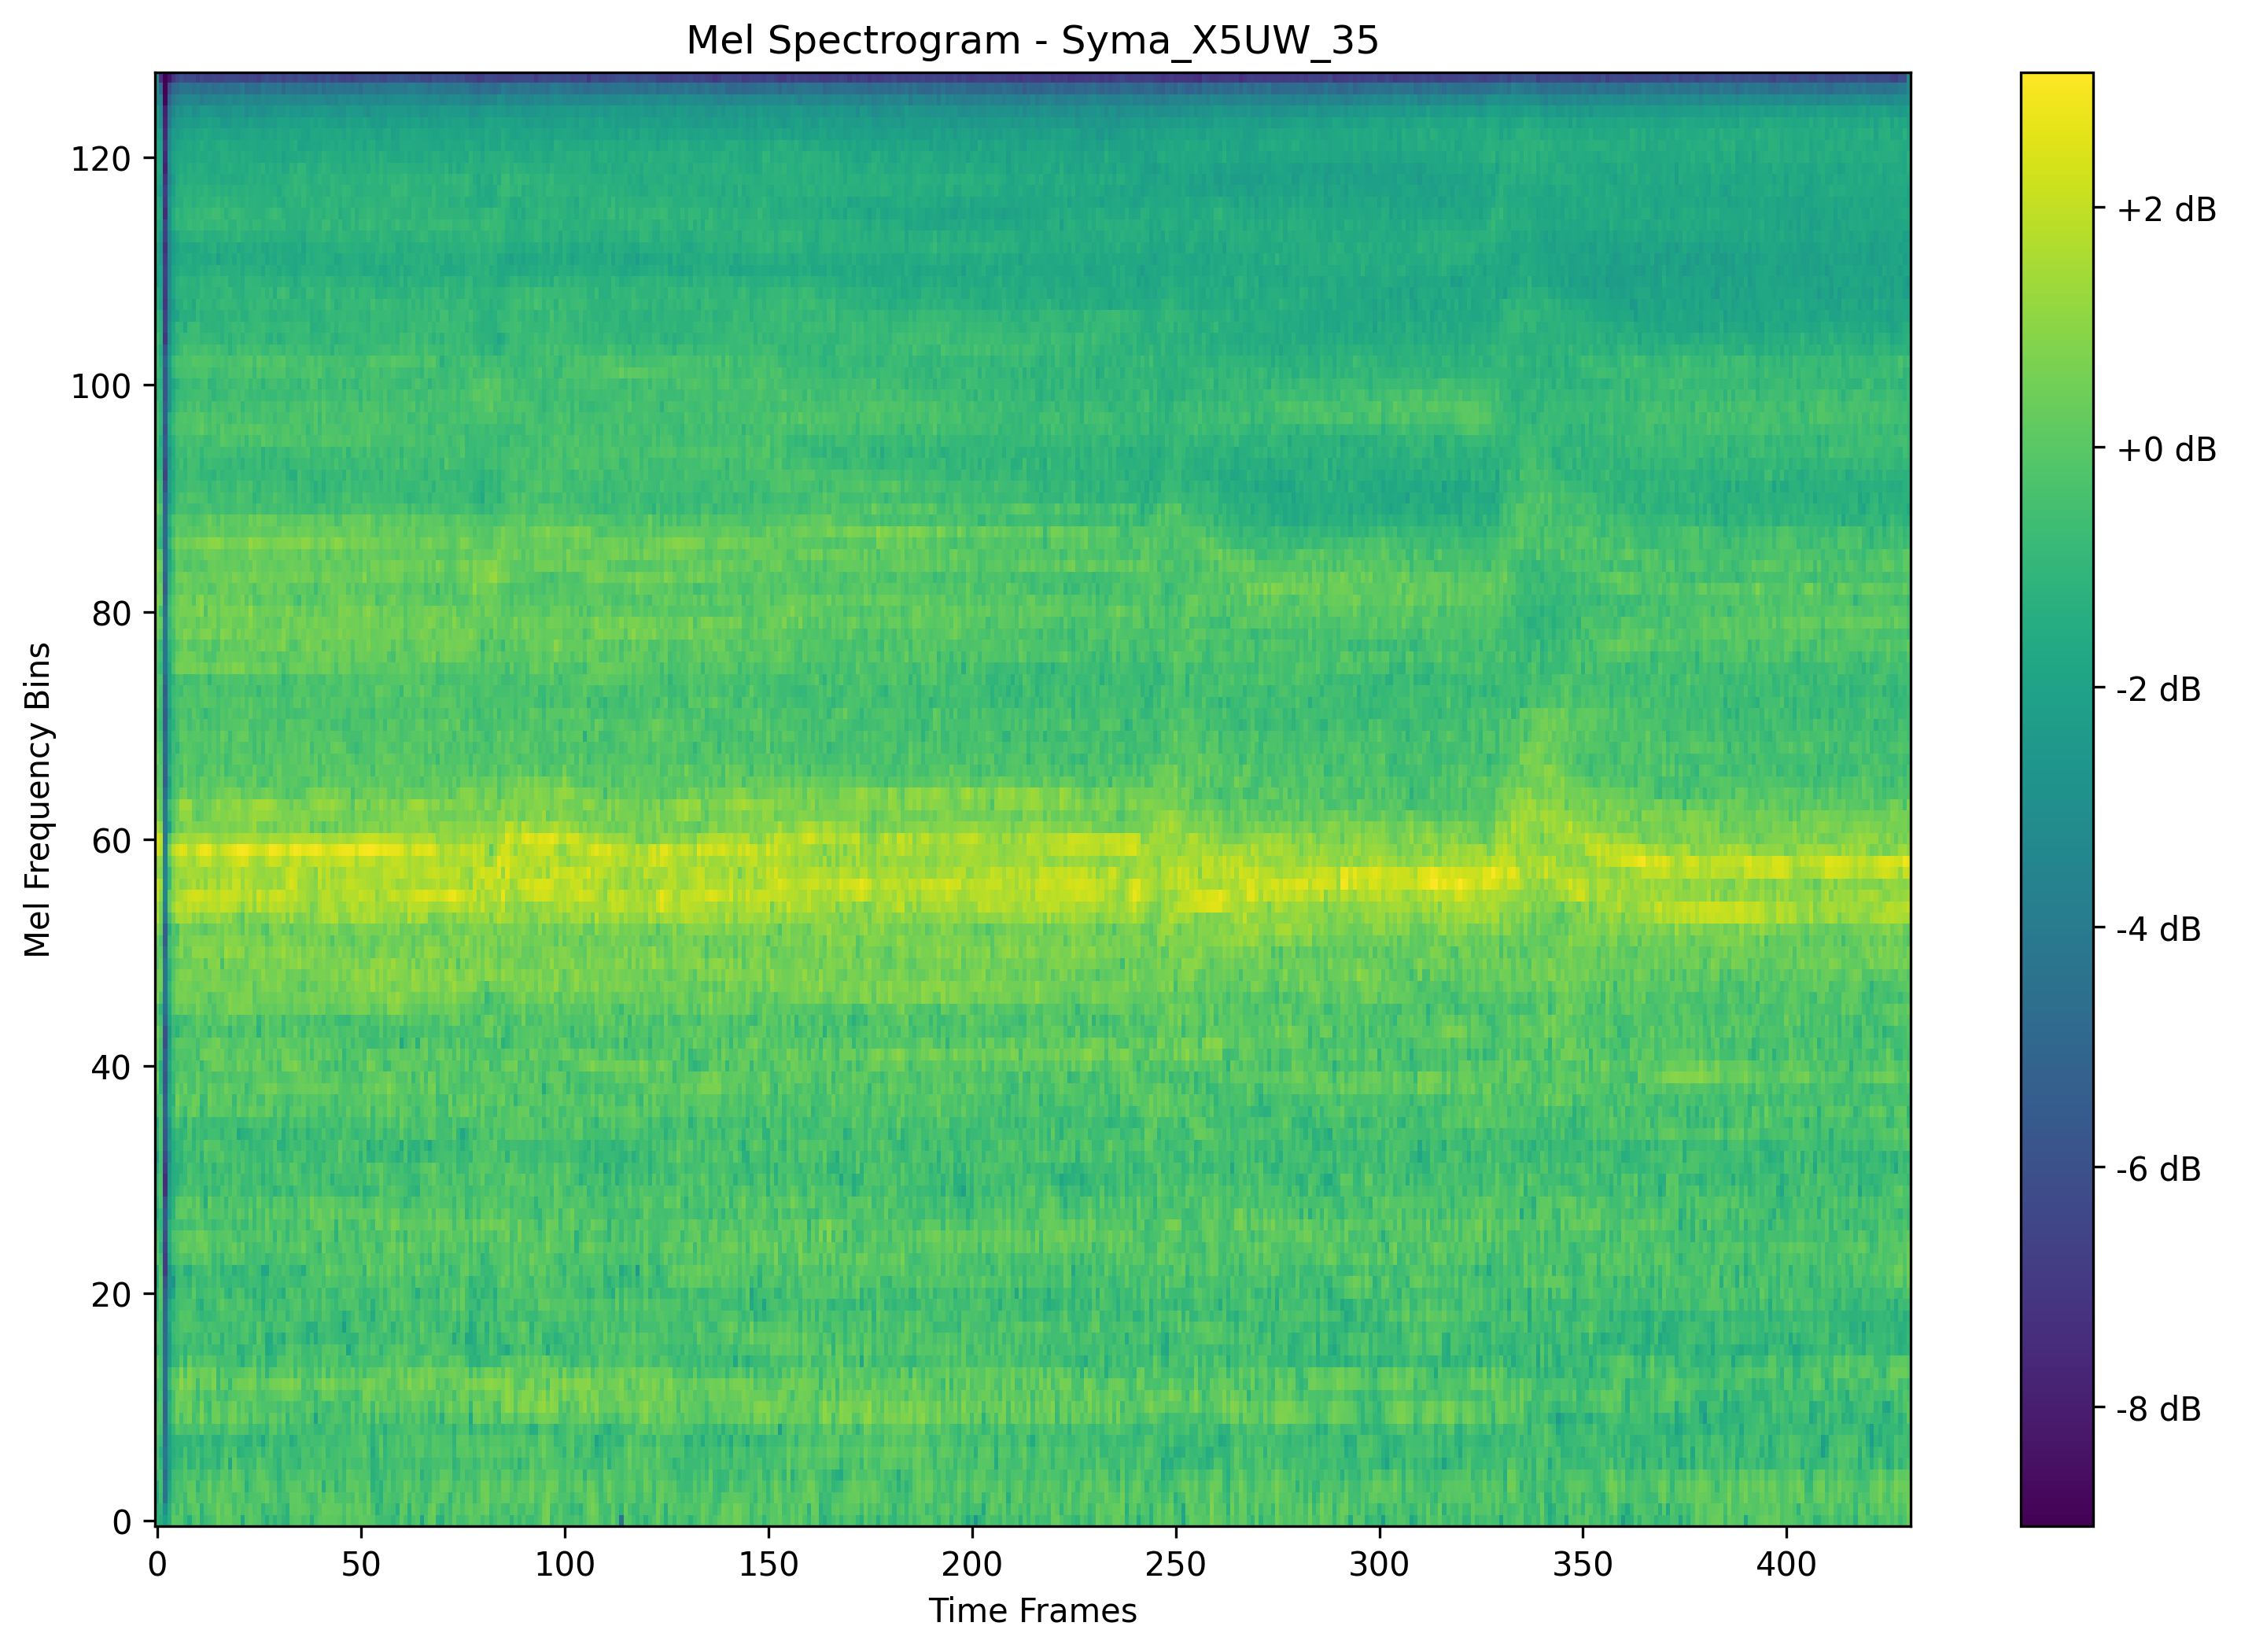 Mel Spectrogram - Syma_X5UW_35
Mel Frequency Bins
120
100
80
60
40
20
0
0 50 100 150 200 250 300 350 400
Time Frames
+2 dB
+0 dB
-2 dB
-4 dB
-6 dB
-8 dB